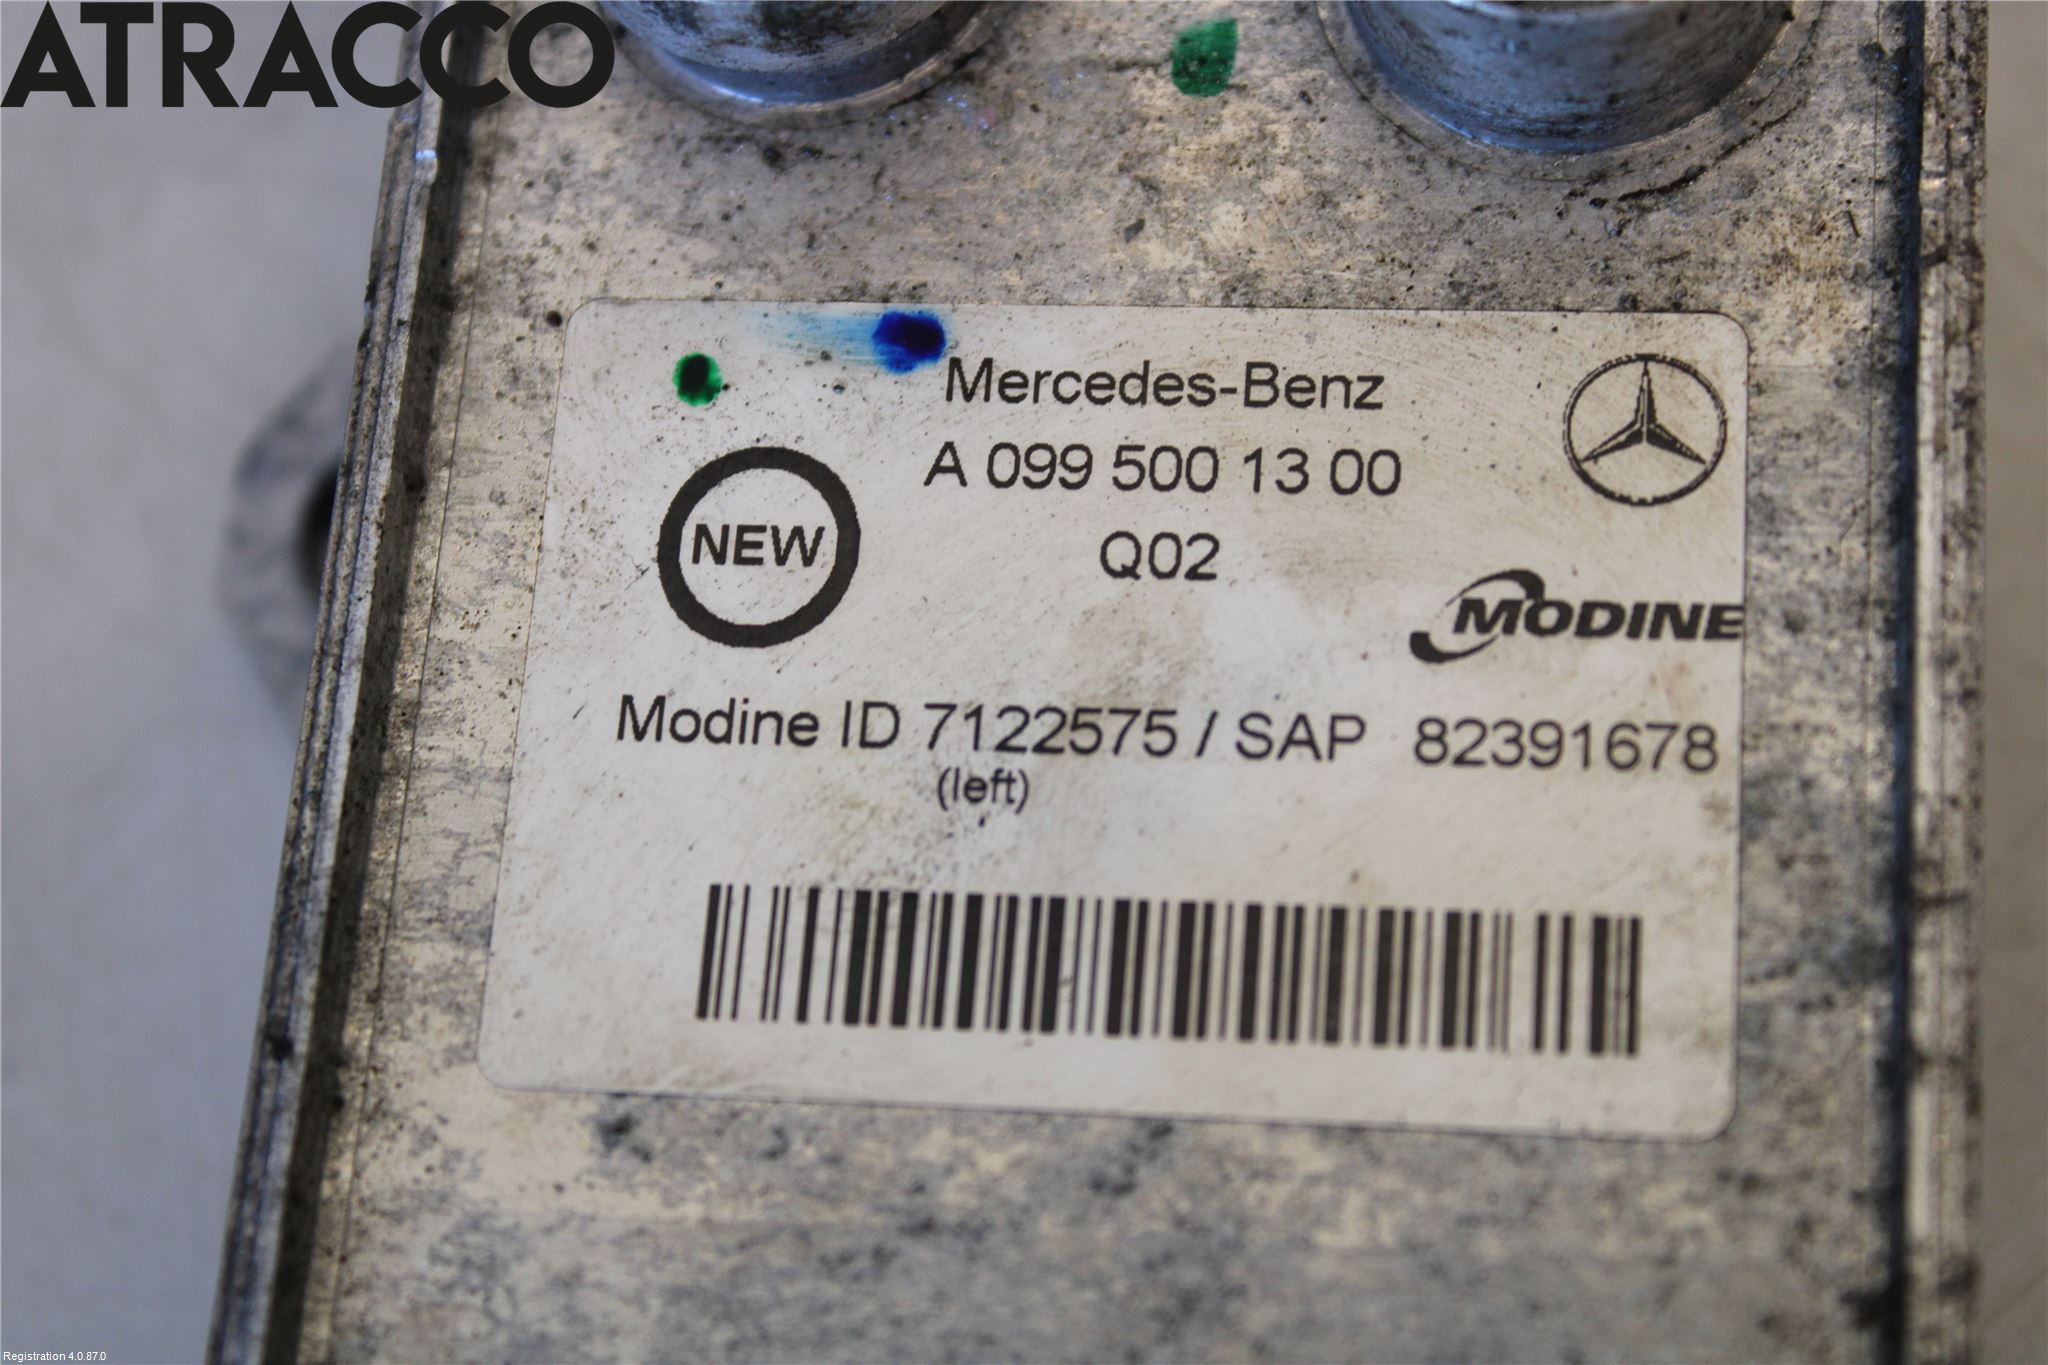 ATRACCO
Mercedes-Benz
A 099 500 13 00
NEW
Q02
MODINE
Modine ID 7122575 / SAP 82391678
(left)
Registration 4.0.87.0